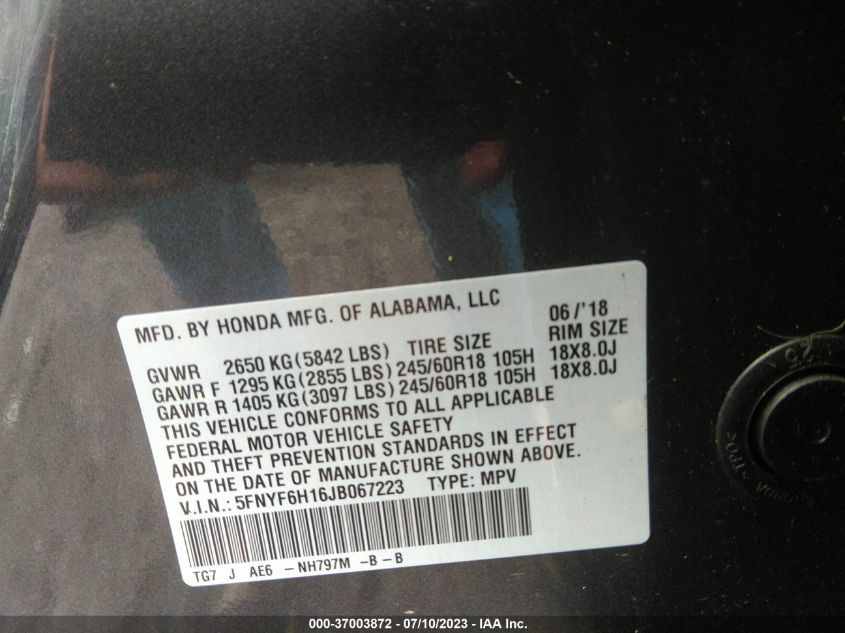 MFD. BY HONDA MFG. OF ALABAMA, LLC 06/'18
GVWR 2650 KG(5842 LBS) TIRE SIZE RIM SIZE
GAWR F 1295 KG(2855 LBS)245/60R18 105H 18X8.0J
GAWR R 1405 KG(3097 LBS)245/60R18 105H 18X8.0J
THIS VEHICLE CONFORMS TO ALL APPLICABLE
FEDERAL MOTOR VEHICLE SAFETY
AND THEFT PREVENTION STANDARDS IN EFFECT
ON THE DATE OF MANUFACTURE SHOWN ABOVE.
V.I.N.: 5FNYF6H16JB067223 TYPE: MPV
TG7 J AE6 -NH797M -B-B
25
000-37003872 - 07/10/2023 - IAA Inc.